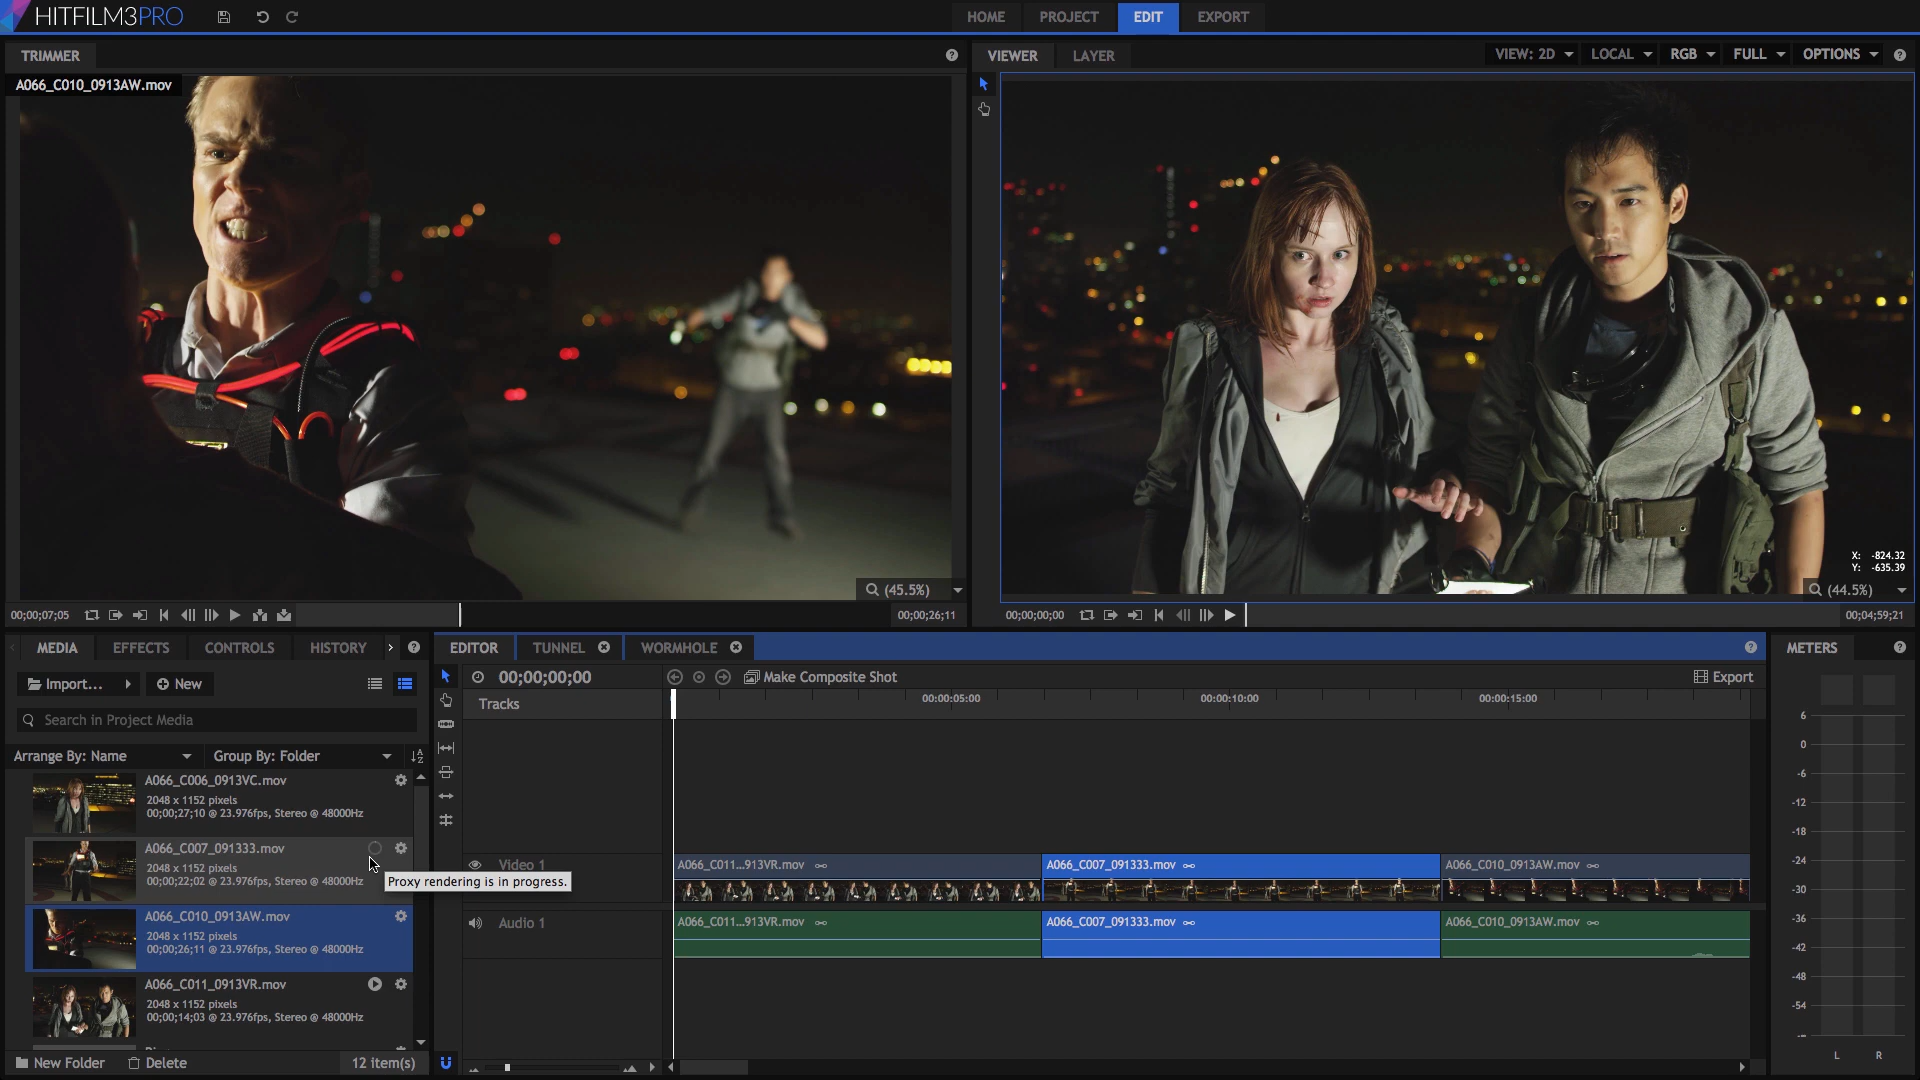 HITFILM3PRO
HOME PROJECT EDIT EXPORT
TRIMMER
A066_C010_0913AW.mov
(45.5%)
00;00;07;05
00;00;26;11
VIEWER LAYER VIEW: 2D LOCAL RGB FULL OPTIONS
X: -824.32
Y: -635.39
(44.5%)
00;00;00;00
00;04;59;21
MEDIA EFFECTS CONTROLS HISTORY
Import... New
Search in Project Media
Arrange By: Name Group By: Folder
A066_C006_0913VC.mov
2048 x 1152 pixels
00;00;27;10 @ 23.976fps, Stereo @ 48000Hz
A066_C007_091333.mov
2048 x 1152 pixels
00;00;22;02 @ 23.976fps, Stereo @ 48000Hz
Proxy rendering is in progress.
A066_C010_0913AW.mov
2048 x 1152 pixels
00;00;26;11 @ 23.976fps, Stereo @ 48000Hz
A066_C011_0913VR.mov
2048 x 1152 pixels
00;00;14;03 @ 23.976fps, Stereo @ 48000Hz
New Folder Delete 12 item(s)
EDITOR TUNNEL WORMHOLE
00;00;00;00 Make Composite Shot Export
Tracks
00:00:05:00 00:00:10:00 00:00:15:00
Video 1
A066_C011...913VR.mov A066_C007_091333.mov A066_C010_0913AW.mov
Audio 1
A066_C011...913VR.mov A066_C007_091333.mov A066_C010_0913AW.mov
METERS
6
0
-6
-12
-18
-24
-30
-36
-42
-48
-54
L R